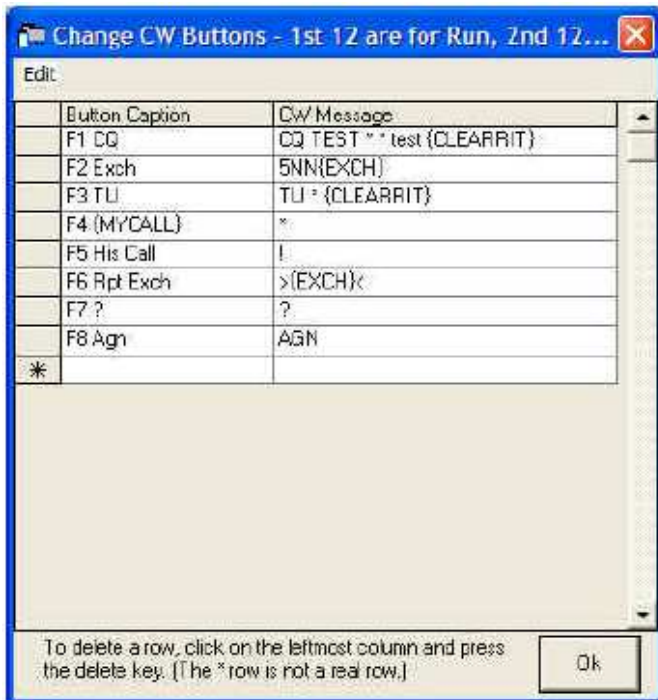 Change CW Buttons - 1st 12 are for Run, 2nd 12...
Edit
Button Caption CW Message
F1 CQ CQ TEST * * test {CLEARRIT}
F2 Exch 5NN{EXCH}
F3 TU TU * {CLEARRIT}
F4 {MYCALL} *
F5 His Call !
F6 Rpt Exch >{EXCH}<
F7 ? ?
F8 Agn AGN
*
To delete a row, click on the leftmost column and press
the delete key. (The * row is not a real row.)
Ok